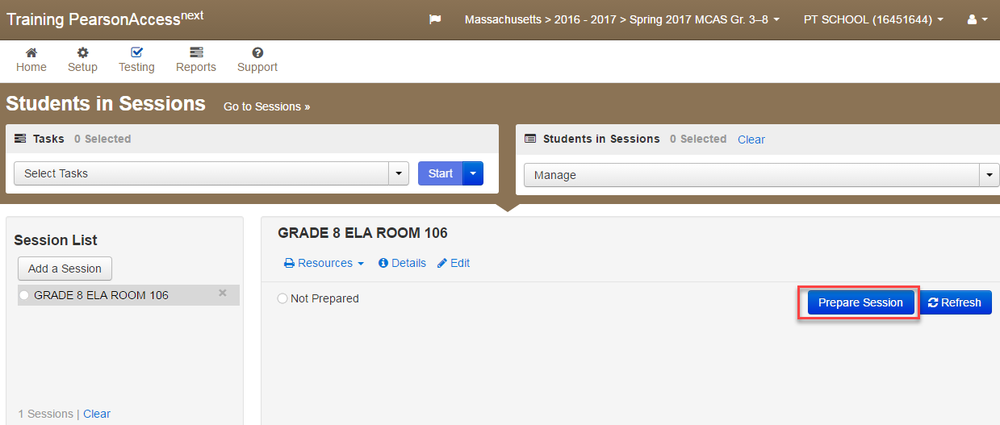 Training PearsonAccessnext
Massachusetts > 2016 - 2017 > Spring 2017 MCAS Gr. 3–8
PT SCHOOL (16451644)
Home
Setup
Testing
Reports
Support
Students in Sessions
Go to Sessions »
Tasks 0 Selected
Students in Sessions 0 Selected Clear
Select Tasks
Start
Manage
Session List
Add a Session
GRADE 8 ELA ROOM 106
1 Sessions | Clear
GRADE 8 ELA ROOM 106
Resources
Details
Edit
Not Prepared
Prepare Session
Refresh